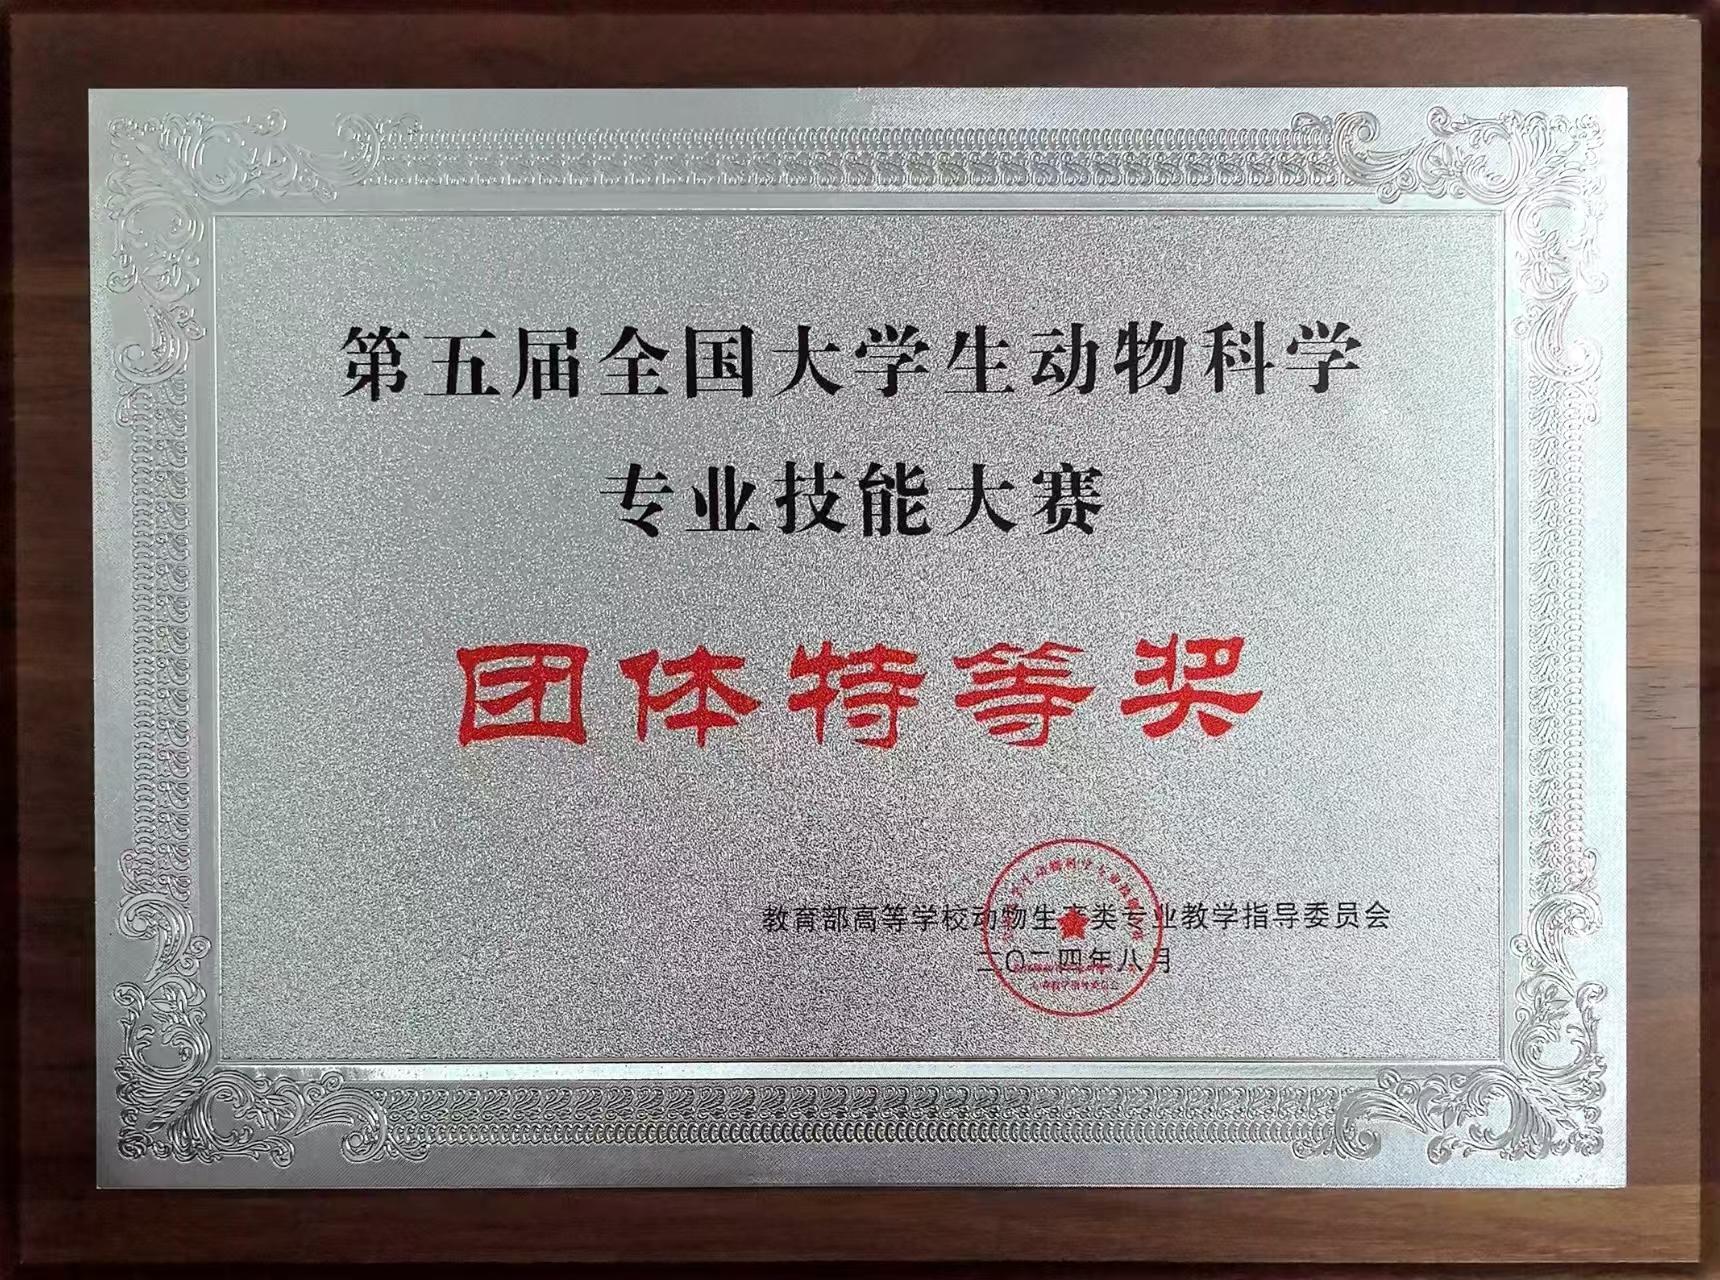 第五届全国大学生动物科学
专业技能大赛
团体特等奖
教育部高等学校动物生产类专业教学指导委员会
二〇二四年八月